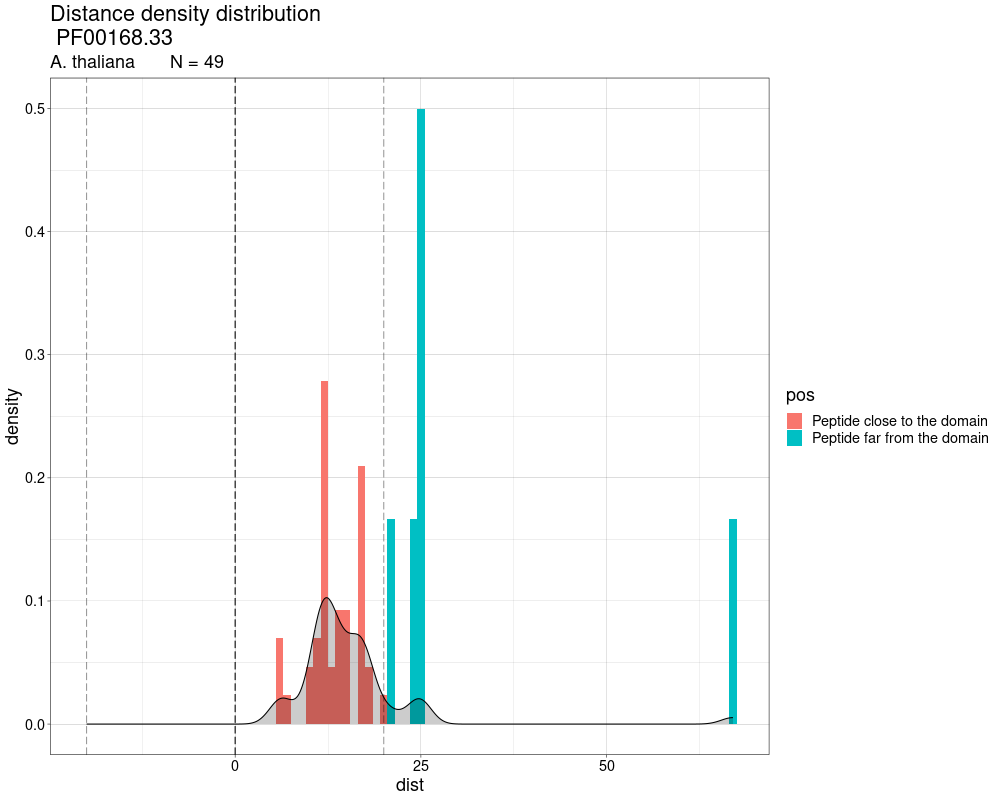 Distance density distribution
PF00168.33
A. thaliana N = 49
0.5
0.4
0.3
0.2
0.1
0.0
density
0 25 50
dist
pos
Peptide close to the domain
Peptide far from the domain